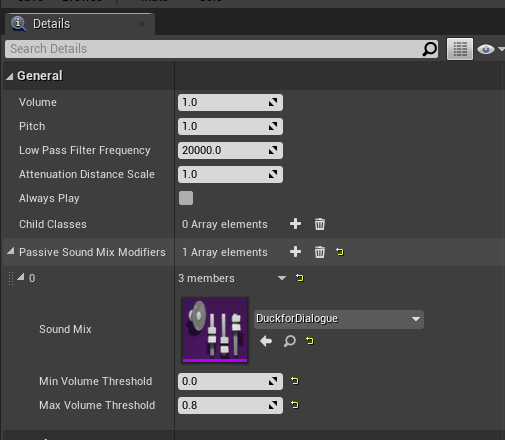 Details
Search Details
General
Volume 1.0
Pitch 1.0
Low Pass Filter Frequency 20000.0
Attenuation Distance Scale 1.0
Always Play
Child Classes 0 Array elements
Passive Sound Mix Modifiers 1 Array elements
0 3 members
Sound Mix DuckforDialogue
Min Volume Threshold 0.0
Max Volume Threshold 0.8